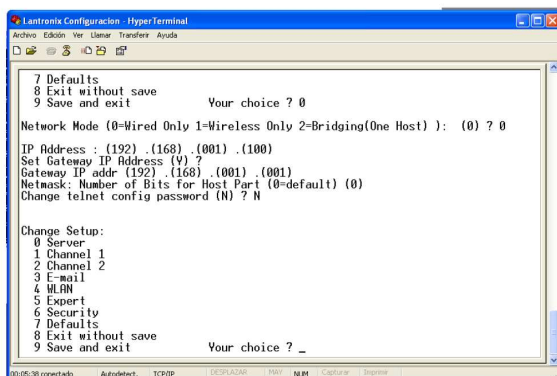 Lantronix Configuracion - HyperTerminal
Archivo Edición Ver Llamar Transferir Ayuda
7 Defaults
8 Exit without save
9 Save and exit Your choice ? 0
Network Mode (0=Wired Only 1=Wireless Only 2=Bridging(One Host) ): (0) ? 0
IP Address : (192) .(168) .(001) .(100)
Set Gateway IP Address (Y) ?
Gateway IP addr (192) .(168) .(001) .(001)
Netmask: Number of Bits for Host Part (0=default) (0)
Change telnet config password (N) ? N
Change Setup:
0 Server
1 Channel 1
2 Channel 2
3 E-mail
4 WLAN
5 Expert
6 Security
7 Defaults
8 Exit without save
9 Save and exit Your choice ? _
00:05:38 conectado Autodetect. TCP/IP DESPLAZAR MAY NUM Capturar Imprimir